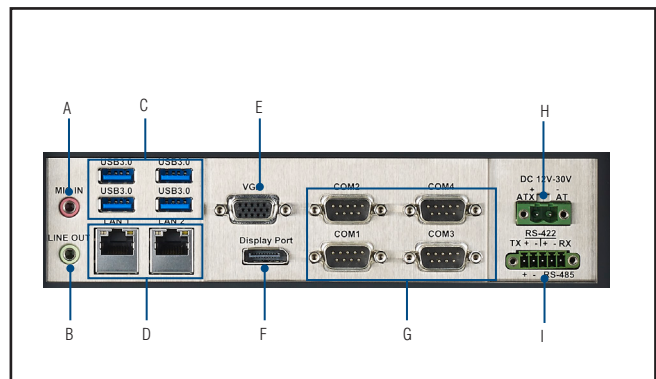 A
C
E
H
USB3.0 USB3.0
MIC IN
USB3.0 USB3.0
VGA
COM2 COM4
DC 12V-30V
+ -
ATX AT
LINE OUT
LAN 1 LAN 2
Display Port
COM1 COM3
RS-422
TX + -|+ - RX
+ - RS-485
B
D
F
G
I